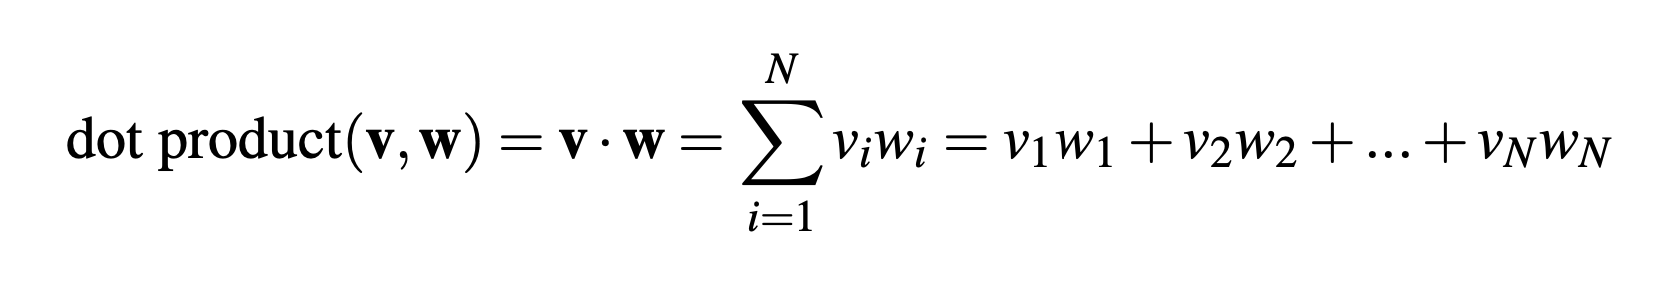 dot product(v, w) = v · w = ∑_{i=1}^{N} v_i w_i = v_1 w_1 + v_2 w_2 + ... + v_N w_N